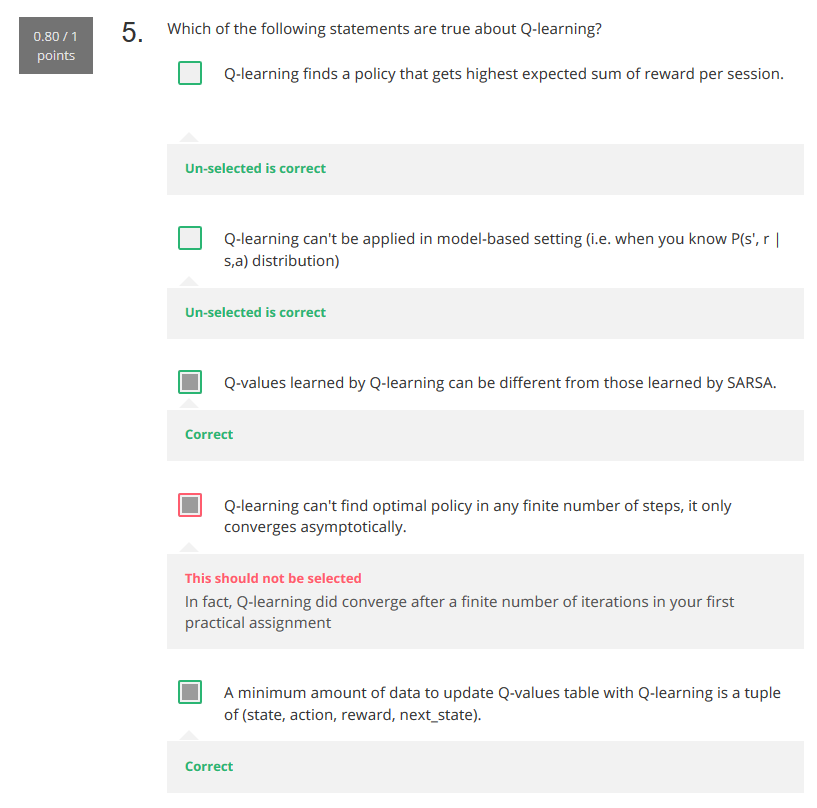 0.80 / 1
points
5.
Which of the following statements are true about Q-learning?
Q-learning finds a policy that gets highest expected sum of reward per session.
Un-selected is correct
Q-learning can't be applied in model-based setting (i.e. when you know P(s', r |
s,a) distribution)
Un-selected is correct
Q-values learned by Q-learning can be different from those learned by SARSA.
Correct
Q-learning can't find optimal policy in any finite number of steps, it only
converges asymptotically.
This should not be selected
In fact, Q-learning did converge after a finite number of iterations in your first
practical assignment
A minimum amount of data to update Q-values table with Q-learning is a tuple
of (state, action, reward, next_state).
Correct